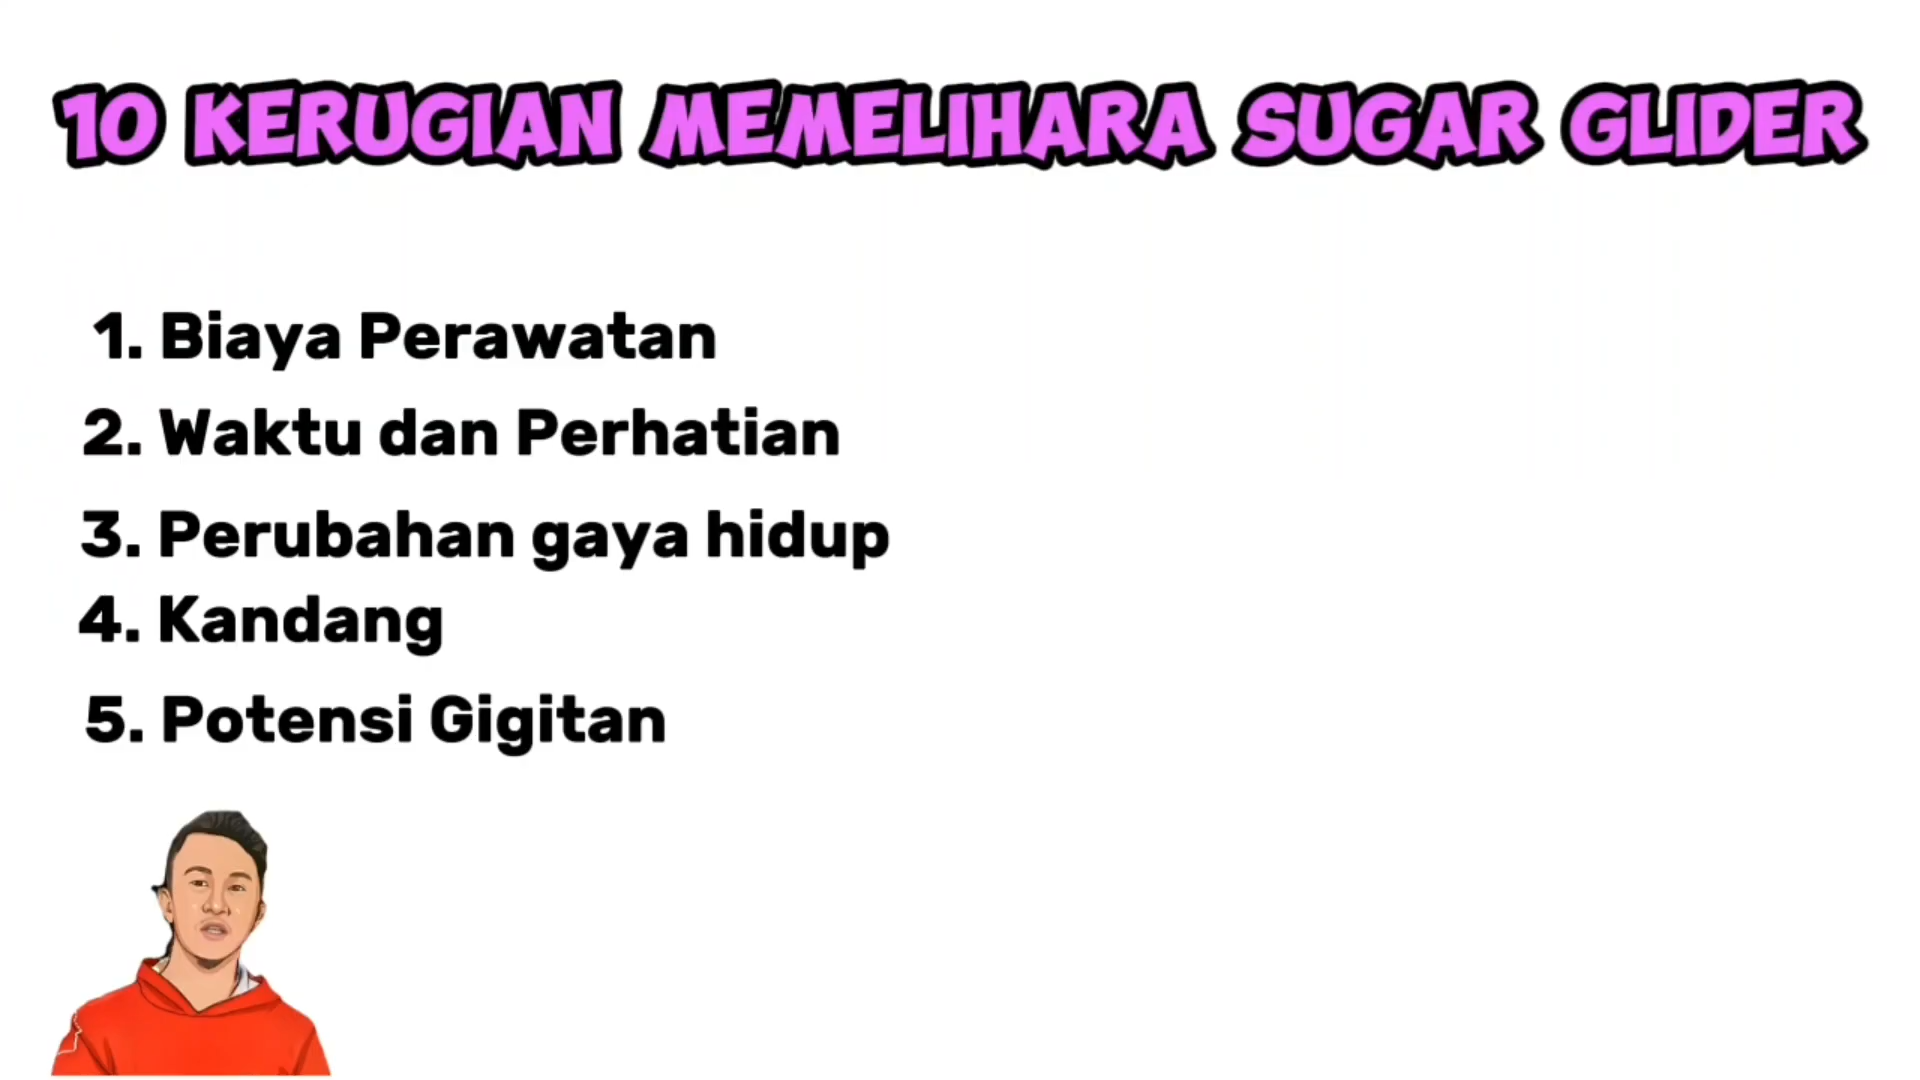 10 KERUGIAN MEMELIHARA SUGAR GLIDER
1. Biaya Perawatan
2. Waktu dan Perhatian
3. Perubahan gaya hidup
4. Kandang
5. Potensi Gigitan